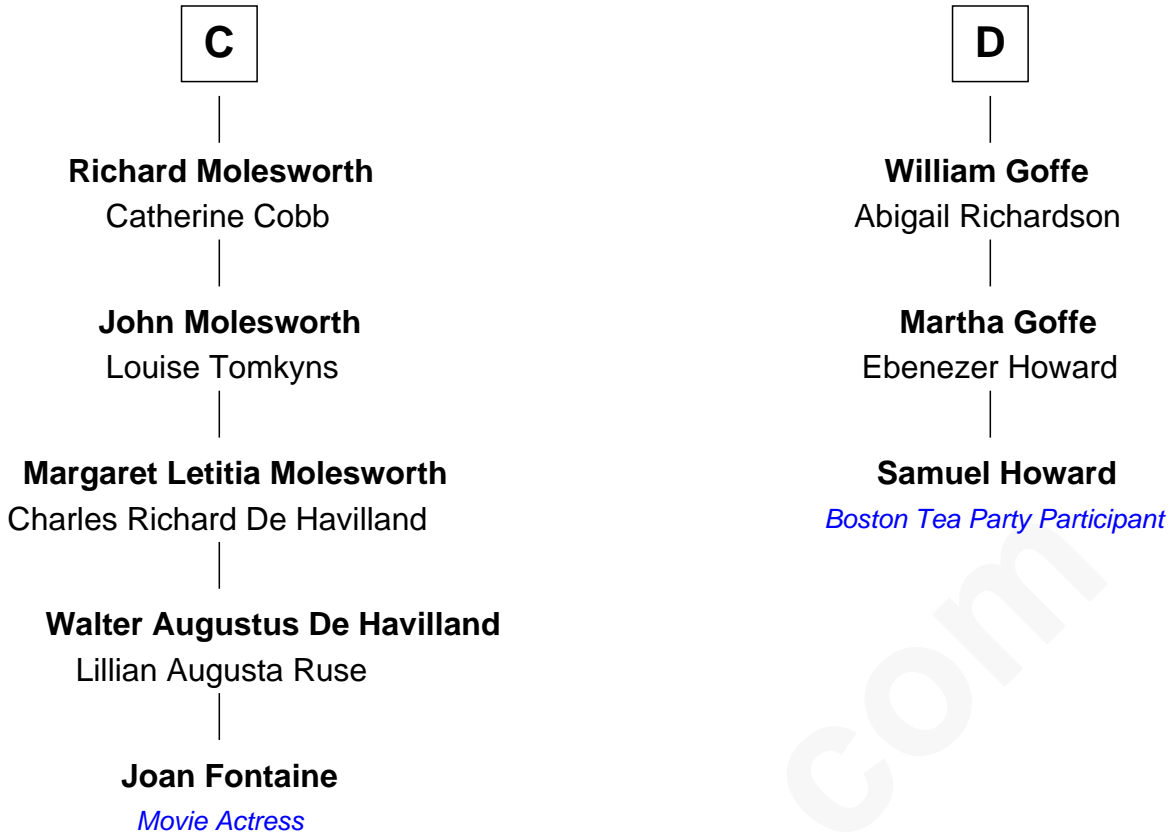 C
Richard Molesworth
Catherine Cobb
John Molesworth
Louise Tomkyns
Margaret Letitia Molesworth
Charles Richard De Havilland
Walter Augustus De Havilland
Lillian Augusta Ruse
Joan Fontaine
Movie Actress
D
William Goffe
Abigail Richardson
Martha Goffe
Ebenezer Howard
Samuel Howard
Boston Tea Party Participant
com